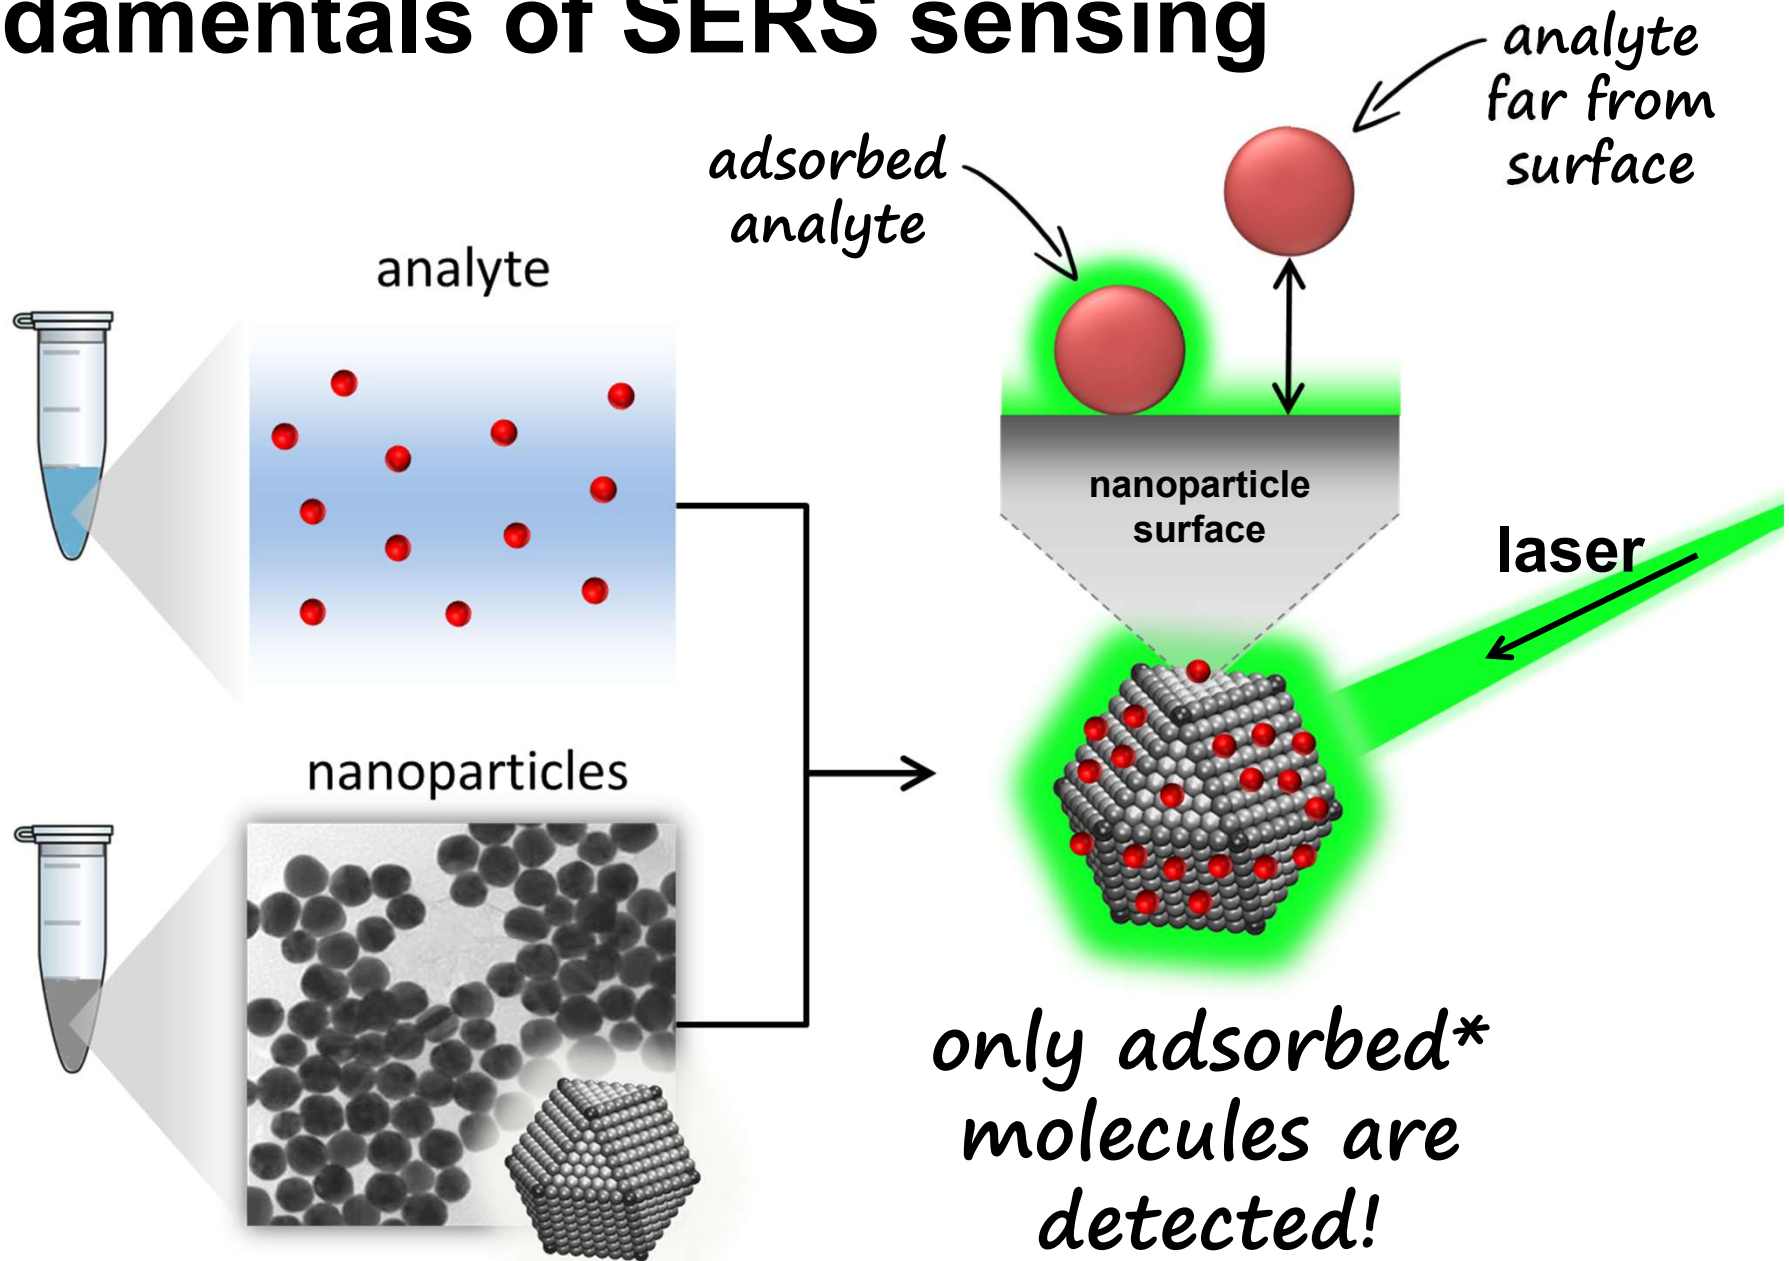 damentals of SERS sensing
analyte
far from
surface
adsorbed
analyte
analyte
nanoparticle
surface
laser
nanoparticles
only adsorbed*
molecules are
detected!